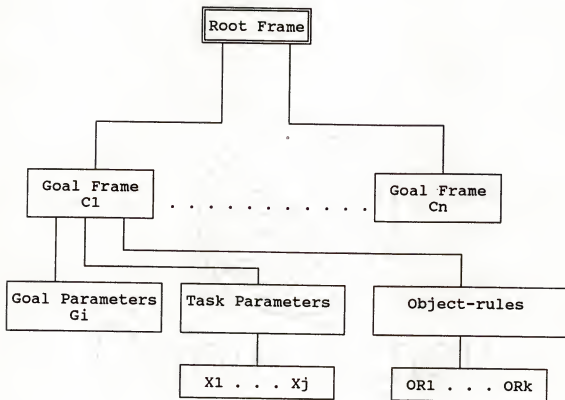 Root Frame
Goal Frame
C1
. . . . . . . . . . .
Goal Frame
Cn
Goal Parameters
Gi
Task Parameters
Object-rules
X1 . . . Xj
OR1 . . . ORk